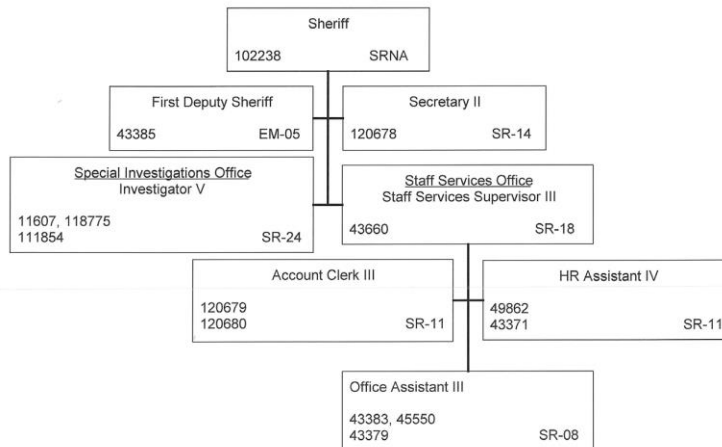 Sheriff
102238 SRNA
First Deputy Sheriff
43385 EM-05
Secretary II
120678 SR-14
Special Investigations Office
Investigator V
11607, 118775
111854 SR-24
Staff Services Office
Staff Services Supervisor III
43660 SR-18
Account Clerk III
120679
120680 SR-11
HR Assistant IV
49862
43371 SR-11
Office Assistant III
43383, 45550
43379 SR-08